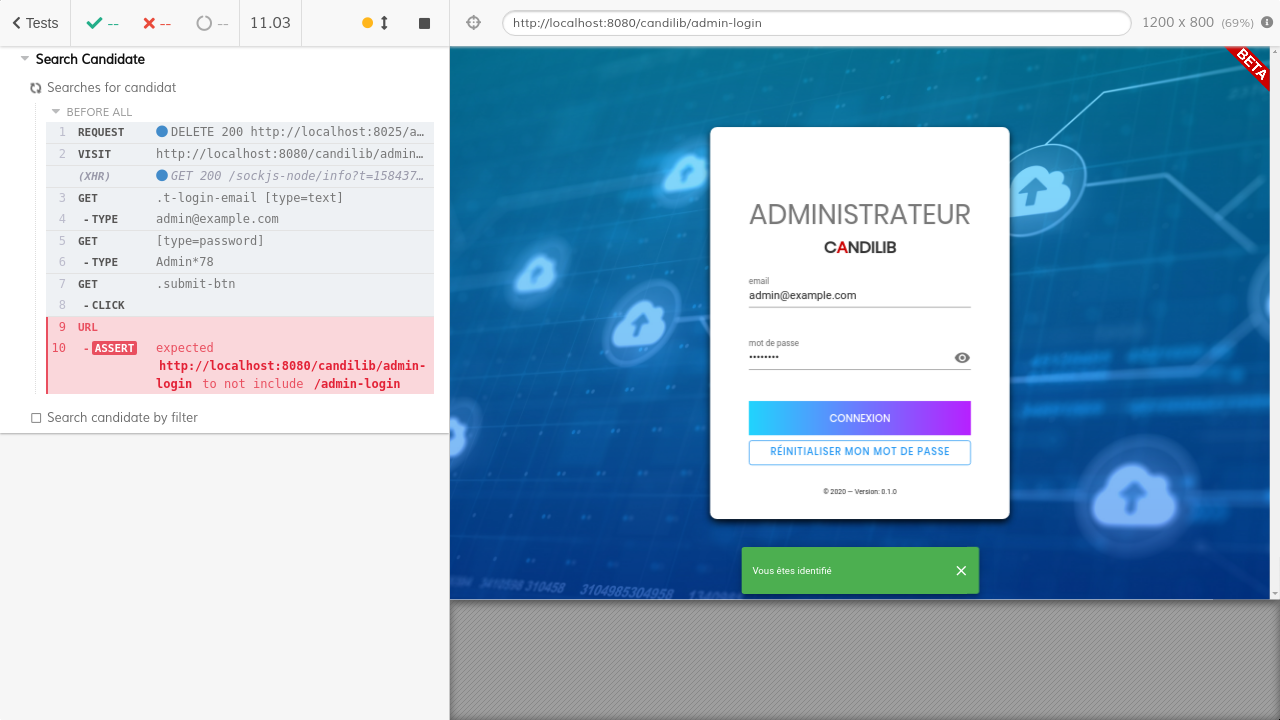 Tests -- -- -- 11.03
http://localhost:8080/candilib/admin-login 1200 x 800 (69%)
Search Candidate
Searches for candidat
BEFORE ALL
1 REQUEST DELETE 200 http://localhost:8025/a…
2 VISIT http://localhost:8080/candilib/admin…
(XHR) GET 200 /sockjs-node/info?t=158437…
3 GET .t-login-email [type=text]
4 - TYPE admin@example.com
5 GET [type=password]
6 - TYPE Admin*78
7 GET .submit-btn
8 - CLICK
9 URL
10 - ASSERT expected
http://localhost:8080/candilib/admin-
login to not include /admin-login
Search candidate by filter
BETA
ADMINISTRATEUR
CANDILIB
email
admin@example.com
mot de passe
••••••••
CONNEXION
RÉINITIALISER MON MOT DE PASSE
© 2020 — Version: 0.1.0
Vous êtes identifié
3104985304958